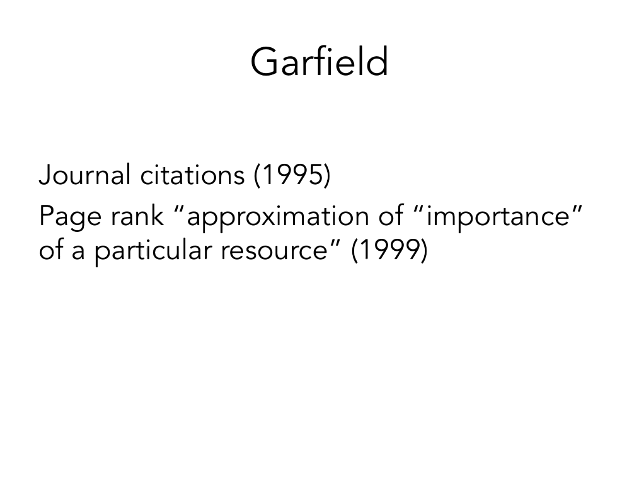 Garfield
Journal citations (1995)
Page rank “approximation of “importance”
of a particular resource” (1999)